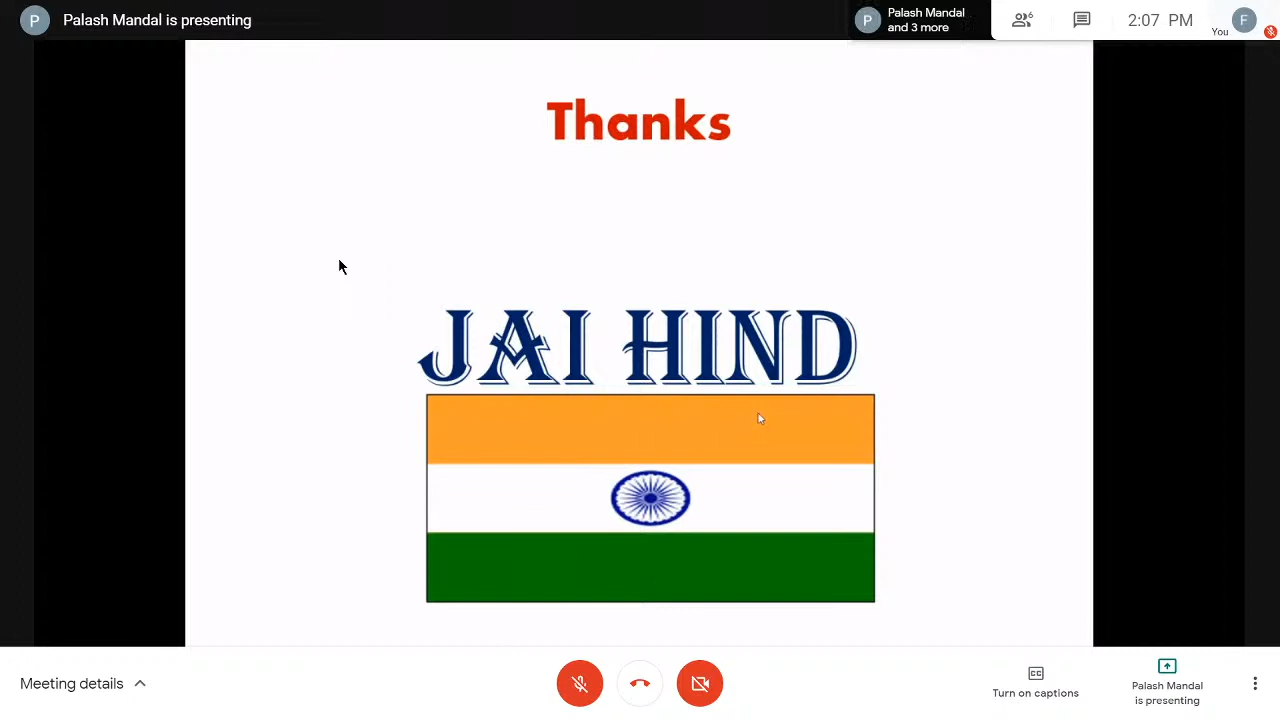 P Palash Mandal is presenting
P Palash Mandal
and 3 more
6
2:07 PM
You
F
Thanks
JAI HIND
Meeting details
CC
Turn on captions
Palash Mandal
is presenting